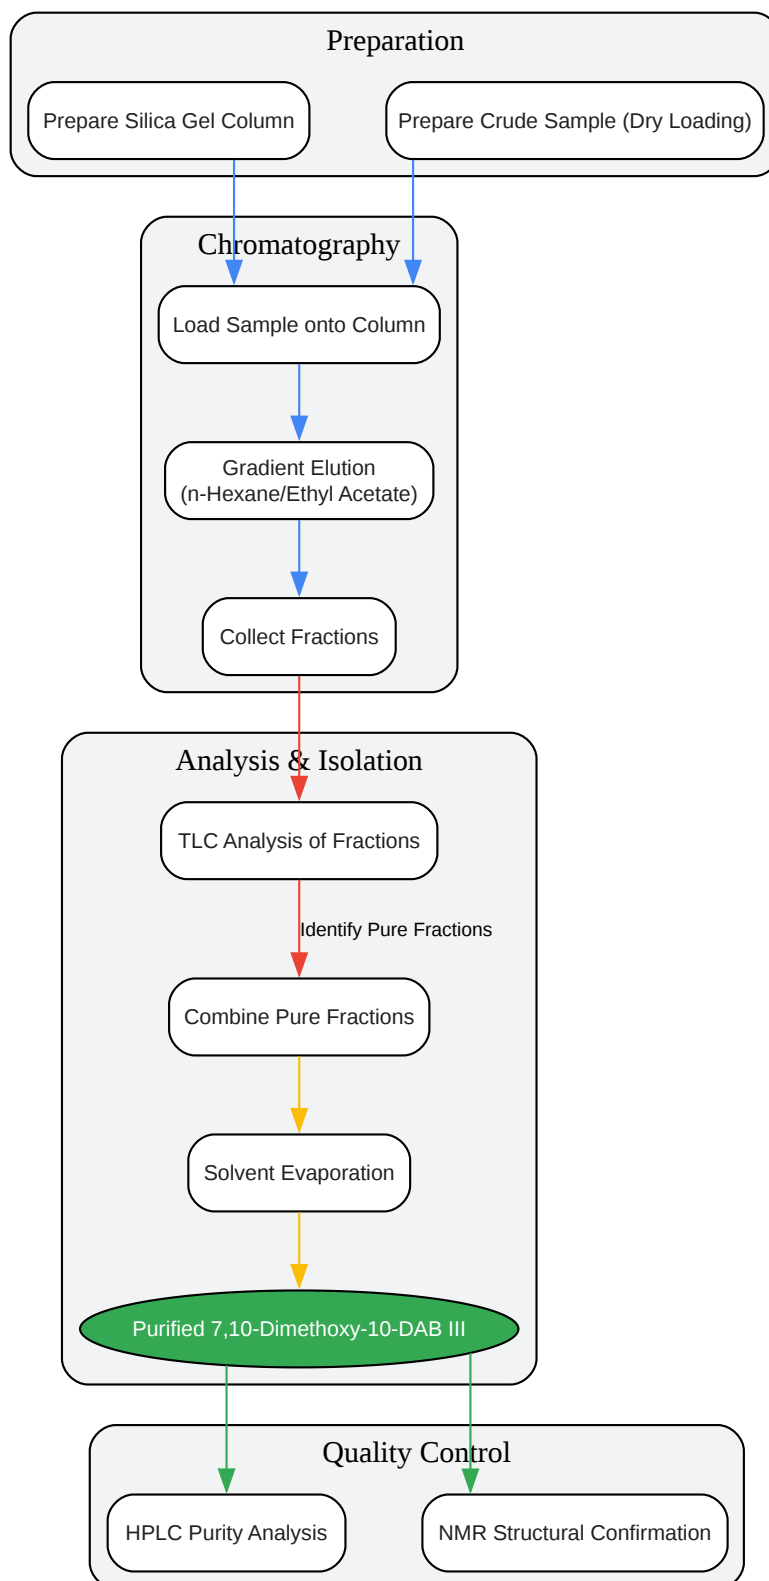 Preparation
Prepare Silica Gel Column
Prepare Crude Sample (Dry Loading)
Chromatography
Load Sample onto Column
Gradient Elution
(n-Hexane/Ethyl Acetate)
Collect Fractions
Analysis & Isolation
TLC Analysis of Fractions
Identify Pure Fractions
Combine Pure Fractions
Solvent Evaporation
Purified 7,10-Dimethoxy-10-DAB III
Quality Control
HPLC Purity Analysis
NMR Structural Confirmation